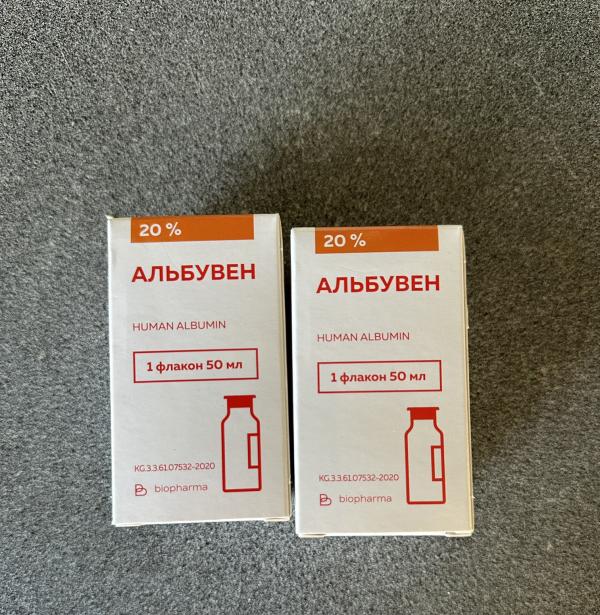 20 %
АЛЬБУВЕН
HUMAN ALBUMIN
1 флакон 50 мл
KG.3.3.61.07532-2020
biopharma
20 %
АЛЬБУВЕН
HUMAN ALBUMIN
1 флакон 50 мл
KG.3.3.61.07532-2020
biopharma